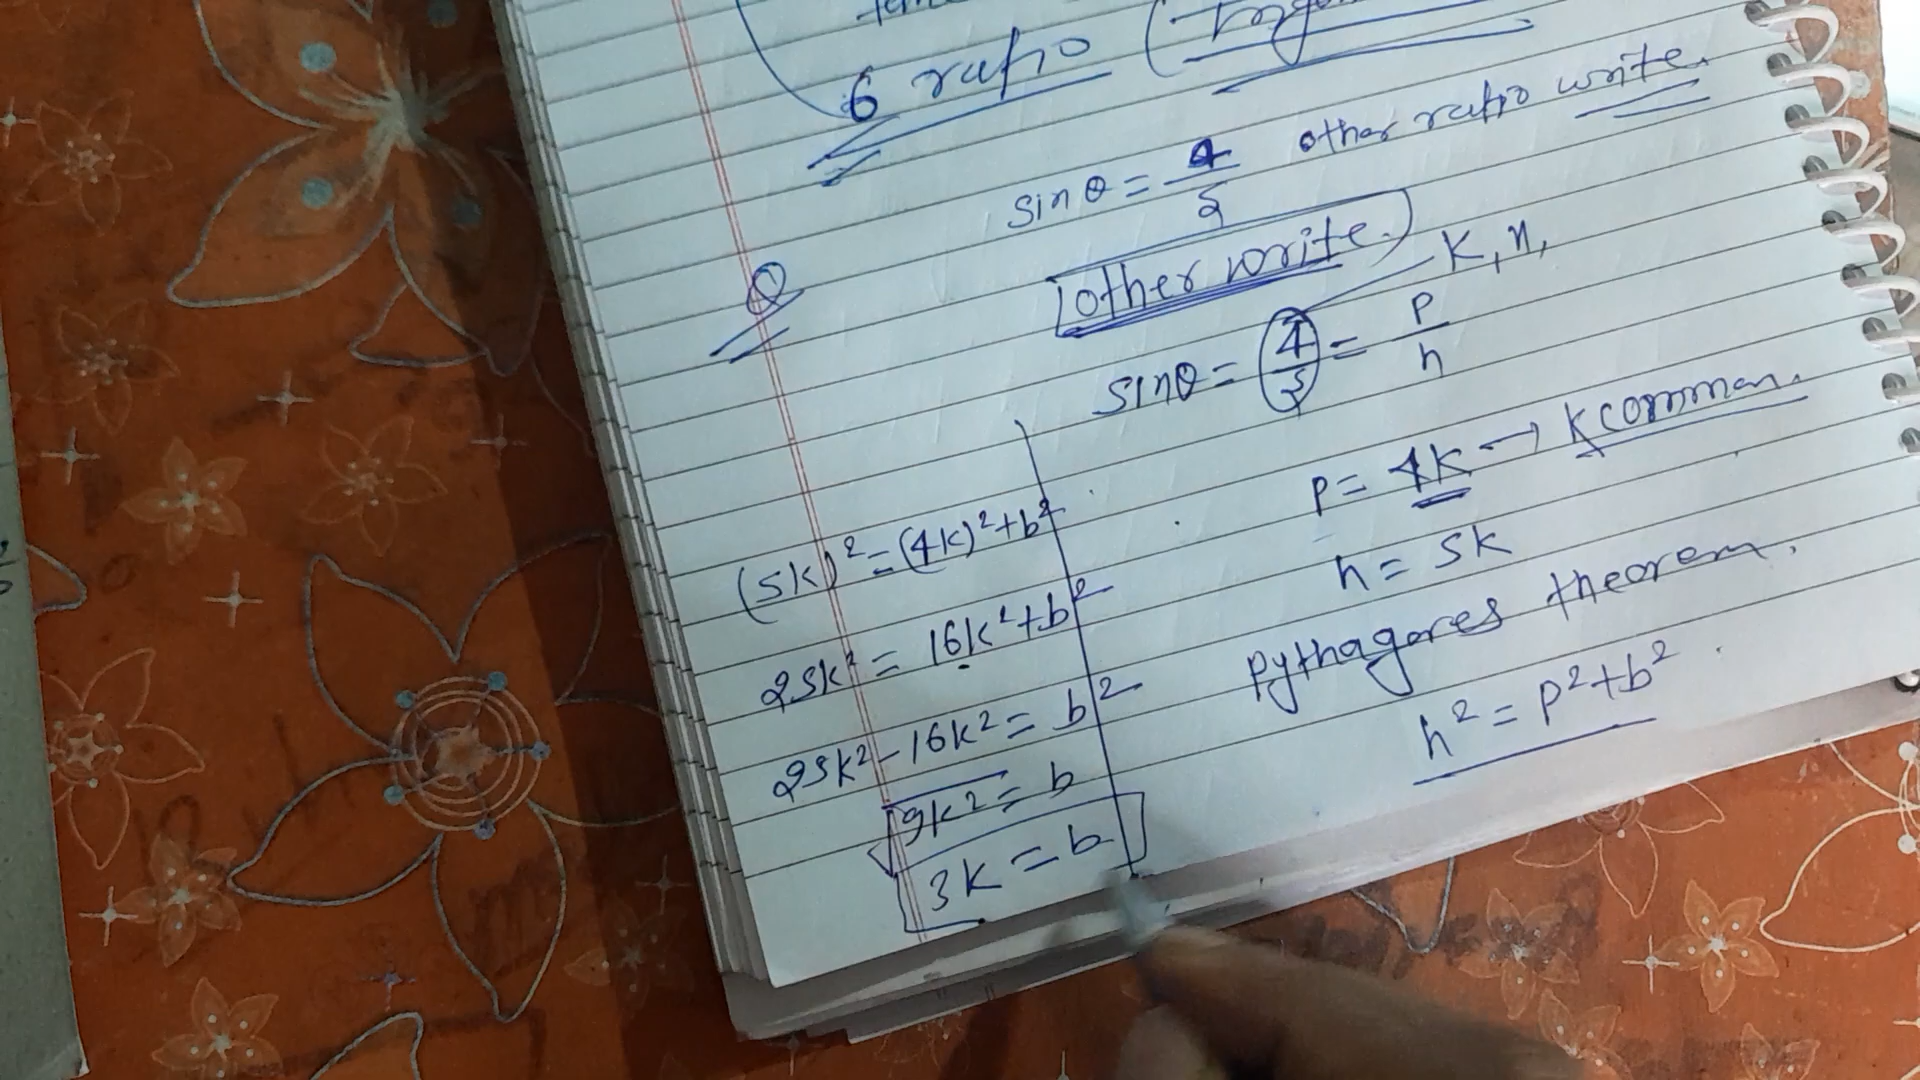 6 ratio
sinθ = 4/5 other ratio write.
Q
other write.
K, n,
sinθ = 4/5 = P/h
P = 4k → k common.
h = 5k
Pythagores theorem.
h² = p²+b²
(5k)² = (4k)²+b²
25k² = 16k²+b²
25k²-16k² = b²
√9k² = b
3k = b